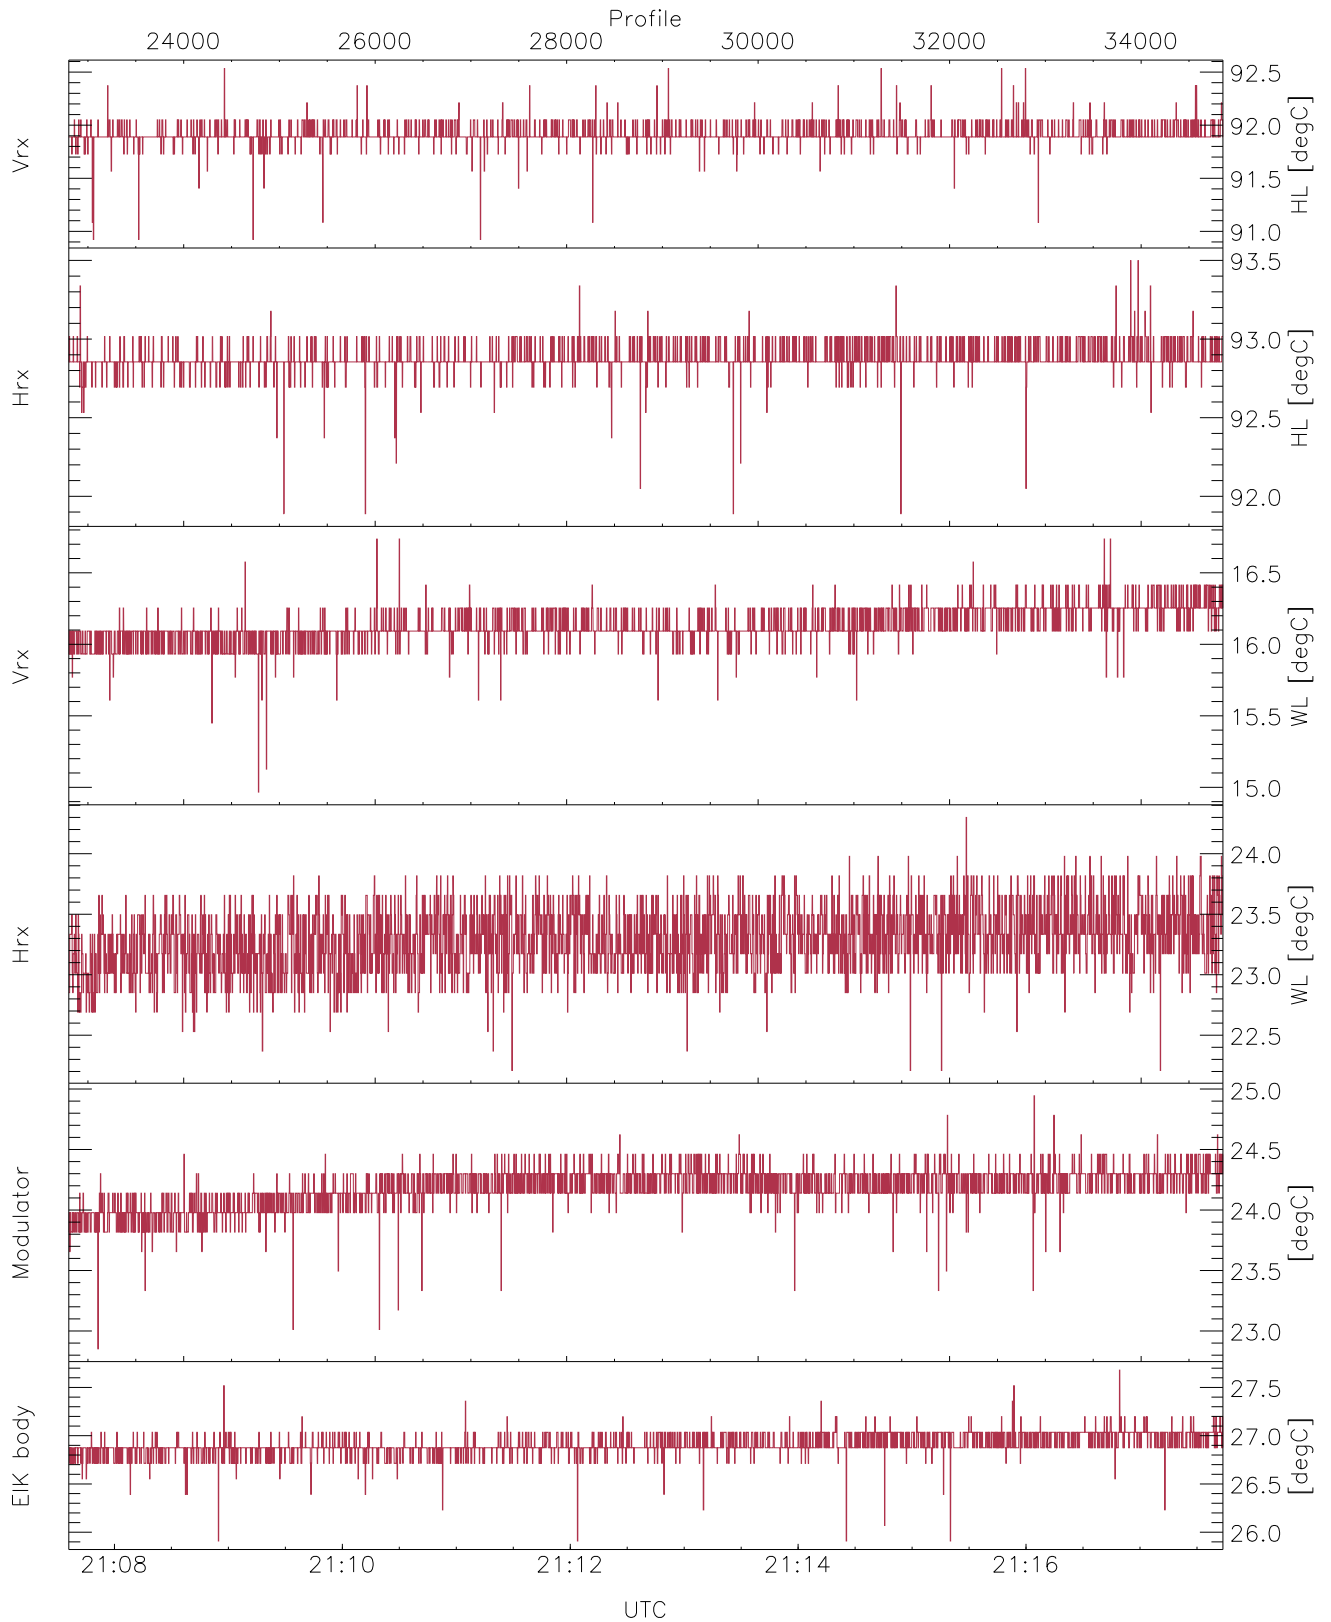 Profile
24000 26000 28000 30000 32000 34000
Vrx
92.5
92.0
91.5
91.0
HL [degC]
Hrx
93.5
93.0
92.5
92.0
HL [degC]
Vrx
16.5
16.0
15.5
15.0
WL [degC]
Hrx
24.0
23.5
23.0
22.5
WL [degC]
Modulator
25.0
24.5
24.0
23.5
23.0
[degC]
EIK body
27.5
27.0
26.5
26.0
[degC]
21:08 21:10 21:12 21:14 21:16
UTC